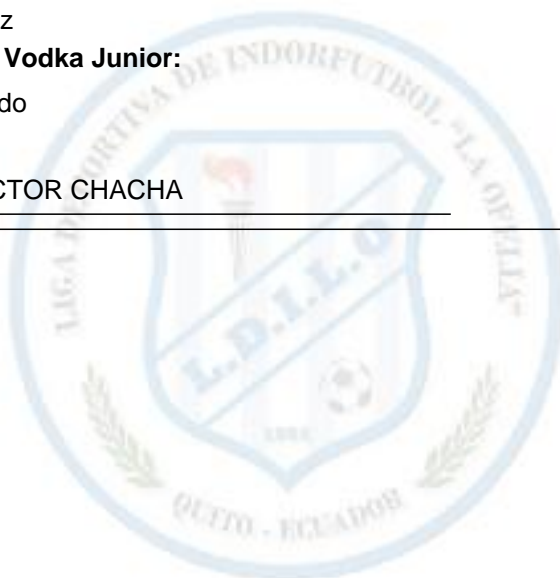 z
Vodka Junior:
do
CTOR CHACHA
LIGA DEPORTIVA DE INDORFUTBOL "LA OFELIA"
L.D.I.L.O
QUITO - ECUADOR